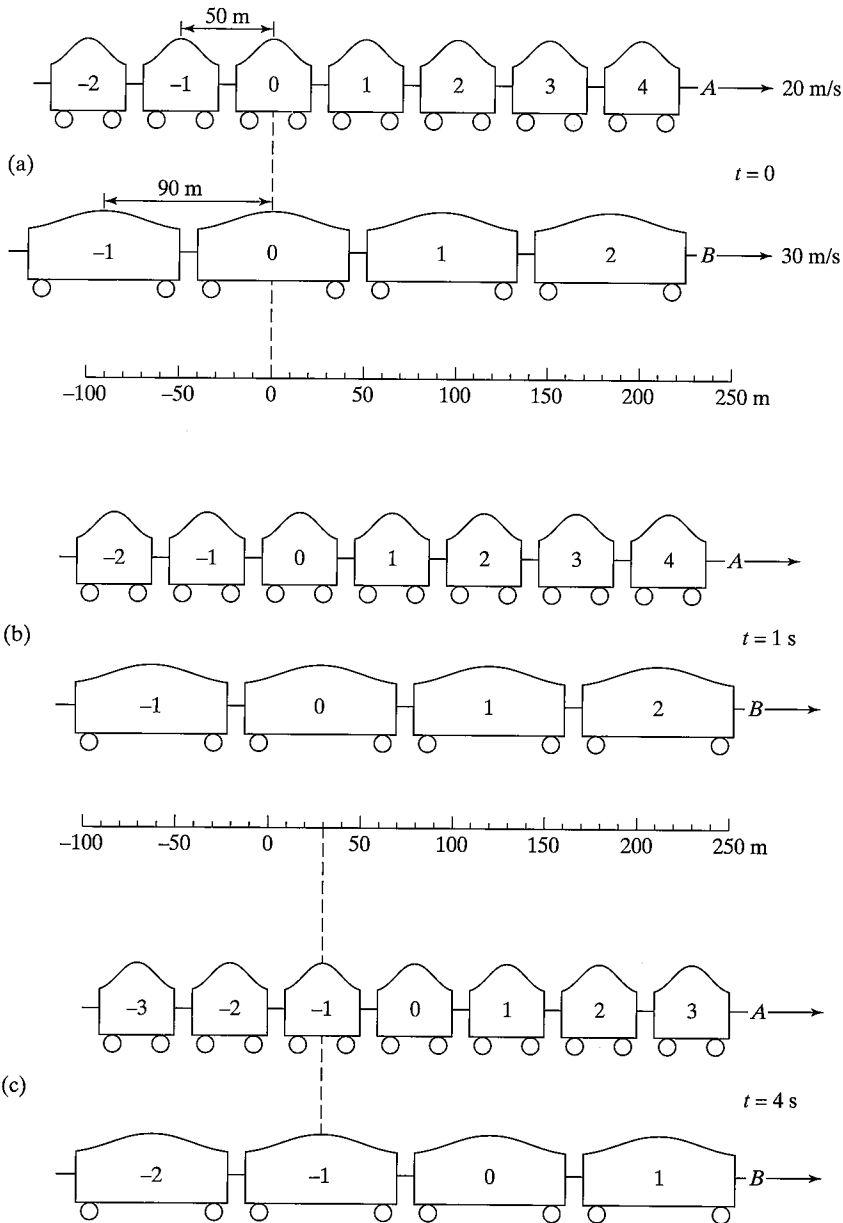 50 m
−2 −1 0 1 2 3 4 A 20 m/s
(a)
t = 0
90 m
−1 0 1 2 B 30 m/s
−100 −50 0 50 100 150 200 250 m
−2 −1 0 1 2 3 4 A
(b)
t = 1 s
−1 0 1 2 B
−100 −50 0 50 100 150 200 250 m
−3 −2 −1 0 1 2 3 A
(c)
t = 4 s
−2 −1 0 1 B